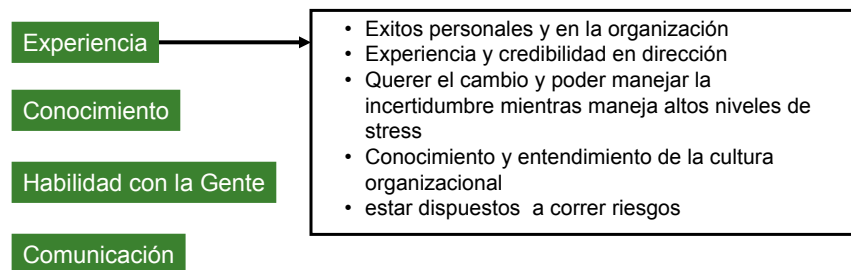 Experiencia
Conocimiento
Habilidad con la Gente
Comunicación
• Exitos personales y en la organización
• Experiencia y credibilidad en dirección
• Querer el cambio y poder manejar la
incertidumbre mientras maneja altos niveles de
stress
• Conocimiento y entendimiento de la cultura
organizacional
• estar dispuestos a correr riesgos